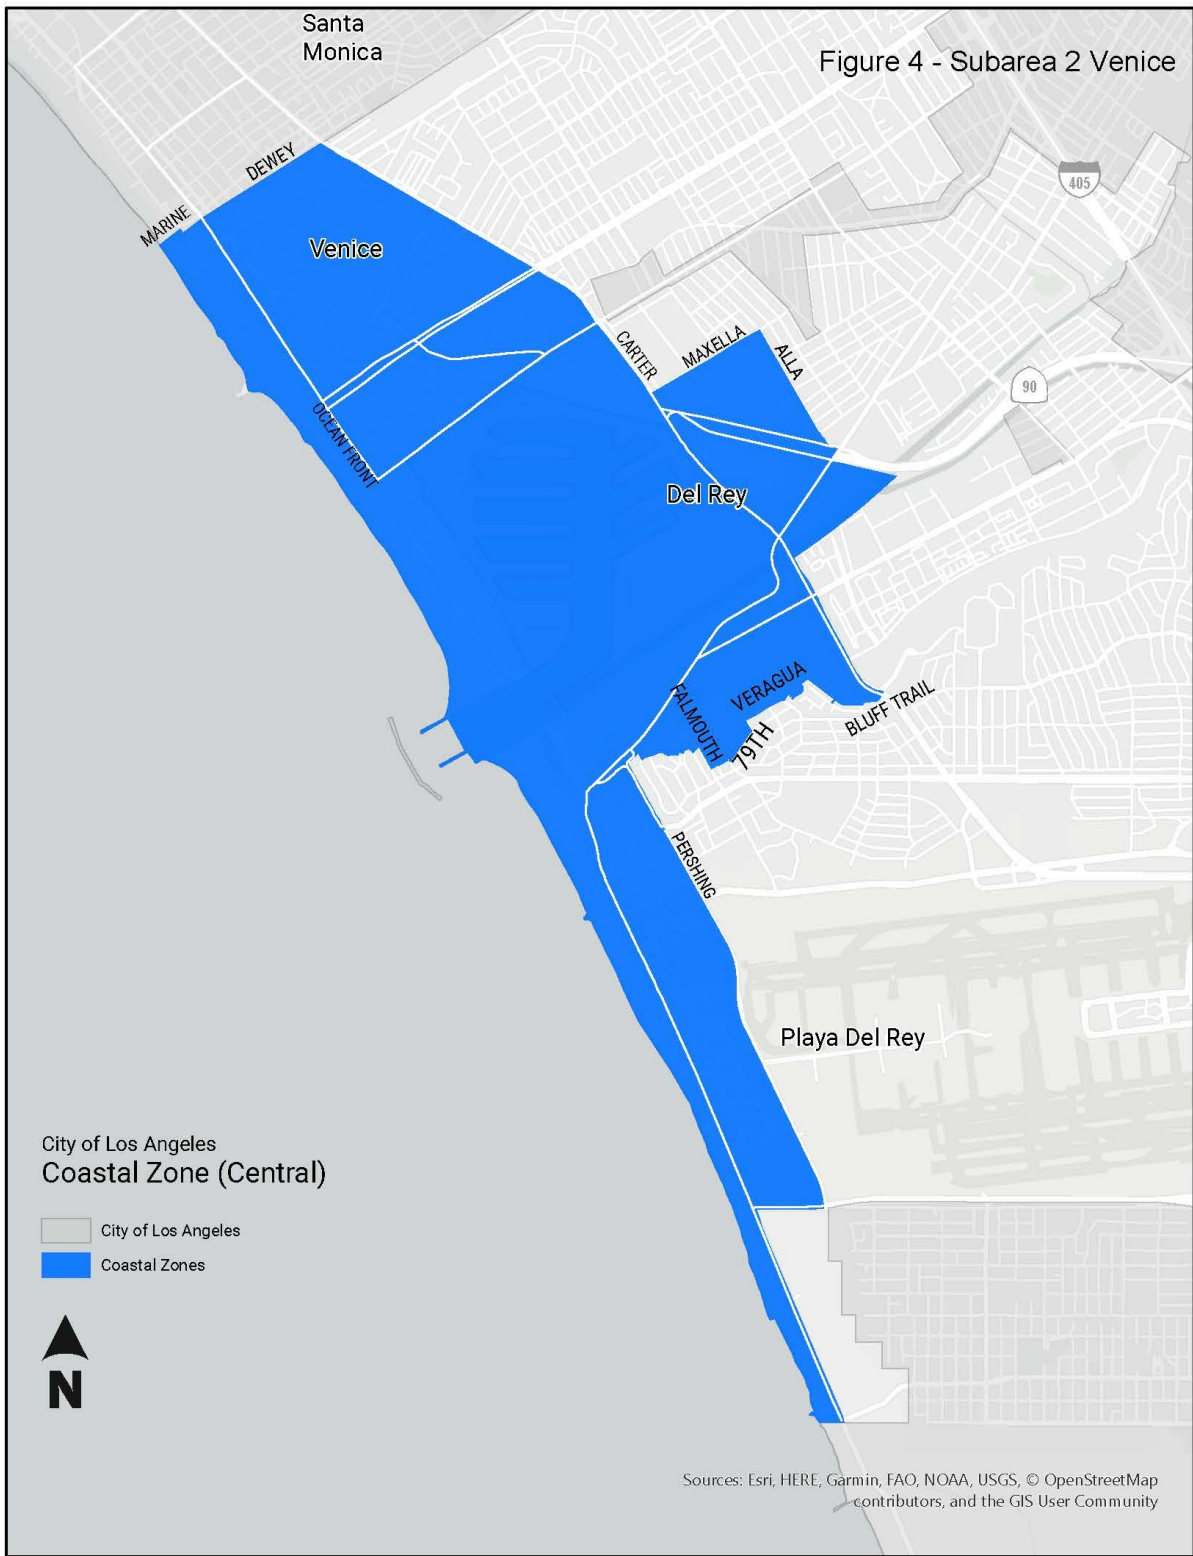 Santa
Monica
Figure 4 - Subarea 2 Venice
DEWEY
405
MARINE
Venice
CARTER
MAXELLA
ALLA
90
OCEAN FRONT
Del Rey
FALMOUTH
VERAGUA
79TH
BLUFF TRAIL
PERSHING
Playa Del Rey
City of Los Angeles
Coastal Zone (Central)
City of Los Angeles
Coastal Zones
N
Sources: Esri, HERE, Garmin, FAO, NOAA, USGS, © OpenStreetMap
contributors, and the GIS User Community